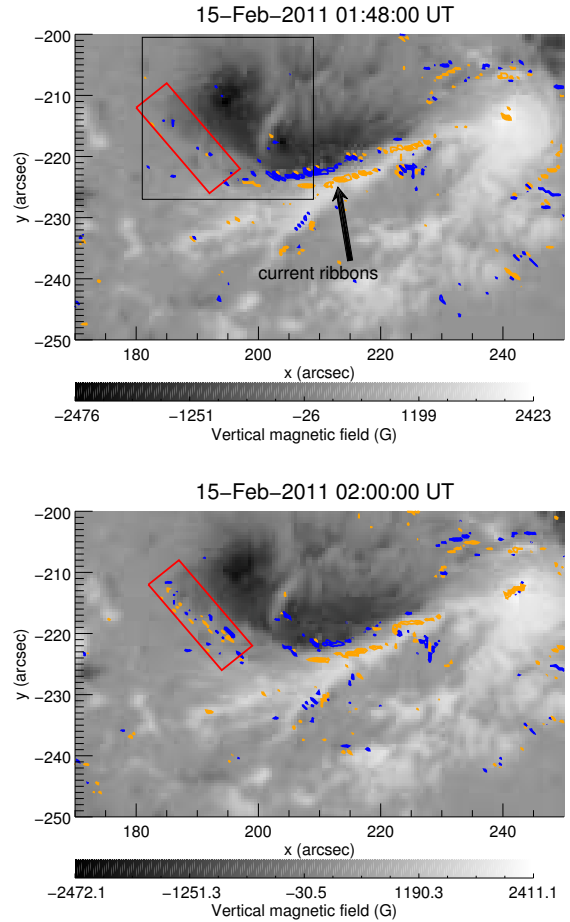 15−Feb−2011 01:48:00 UT
−200
−210
−220
−230
−240
−250
y (arcsec)
current ribbons
180 200 220 240
x (arcsec)
−2476 −1251 −26 1199 2423
Vertical magnetic field (G)
15−Feb−2011 02:00:00 UT
−200
−210
−220
−230
−240
−250
y (arcsec)
180 200 220 240
x (arcsec)
−2472.1 −1251.3 −30.5 1190.3 2411.1
Vertical magnetic field (G)